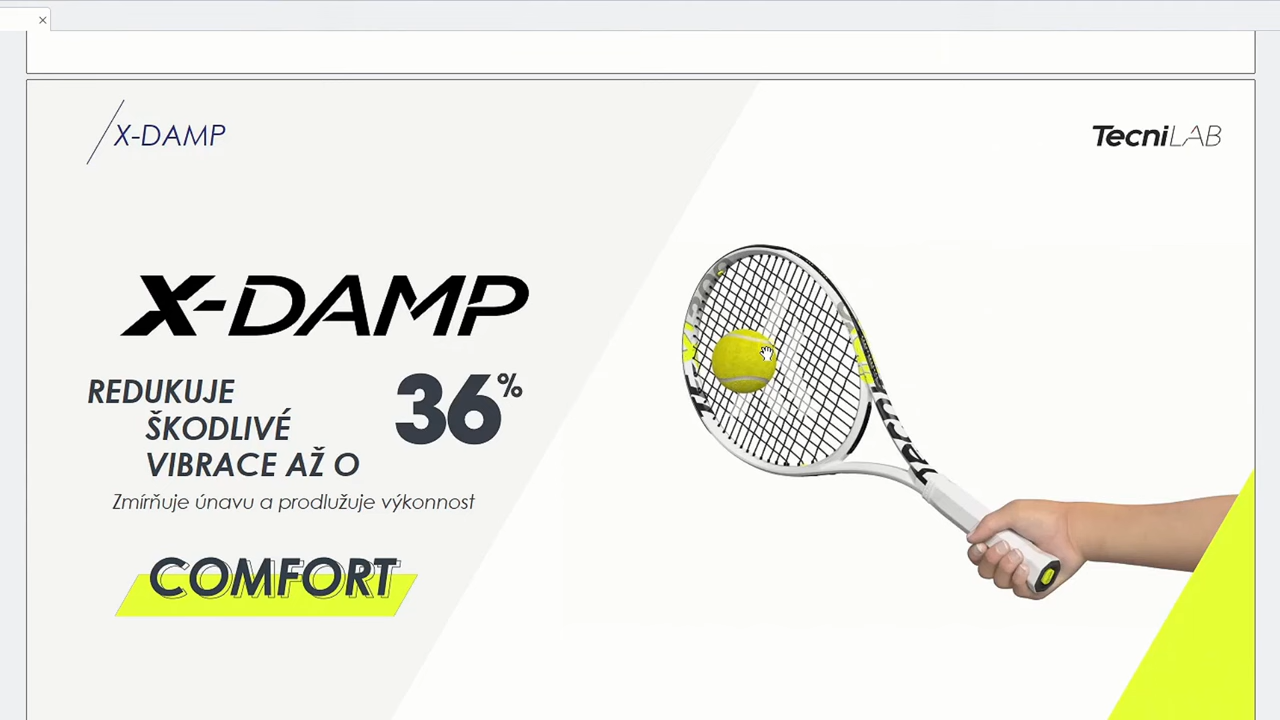 X-DAMP
TecniLAB
X-DAMP
REDUKUJE
ŠKODLIVÉ
VIBRACE AŽ O
36%
Zmírňuje únavu a prodlužuje výkonnost
COMFORT